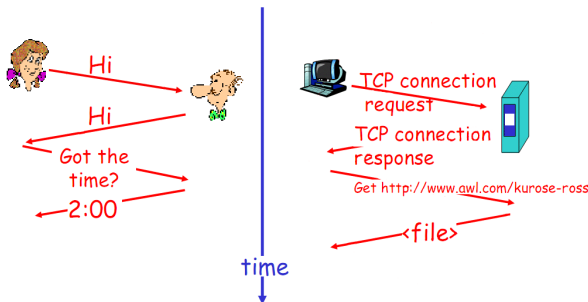 Hi
Hi
Got the
time?
2:00
time
TCP connection
request
TCP connection
response
Get http://www.awl.com/kurose-ross
<file>